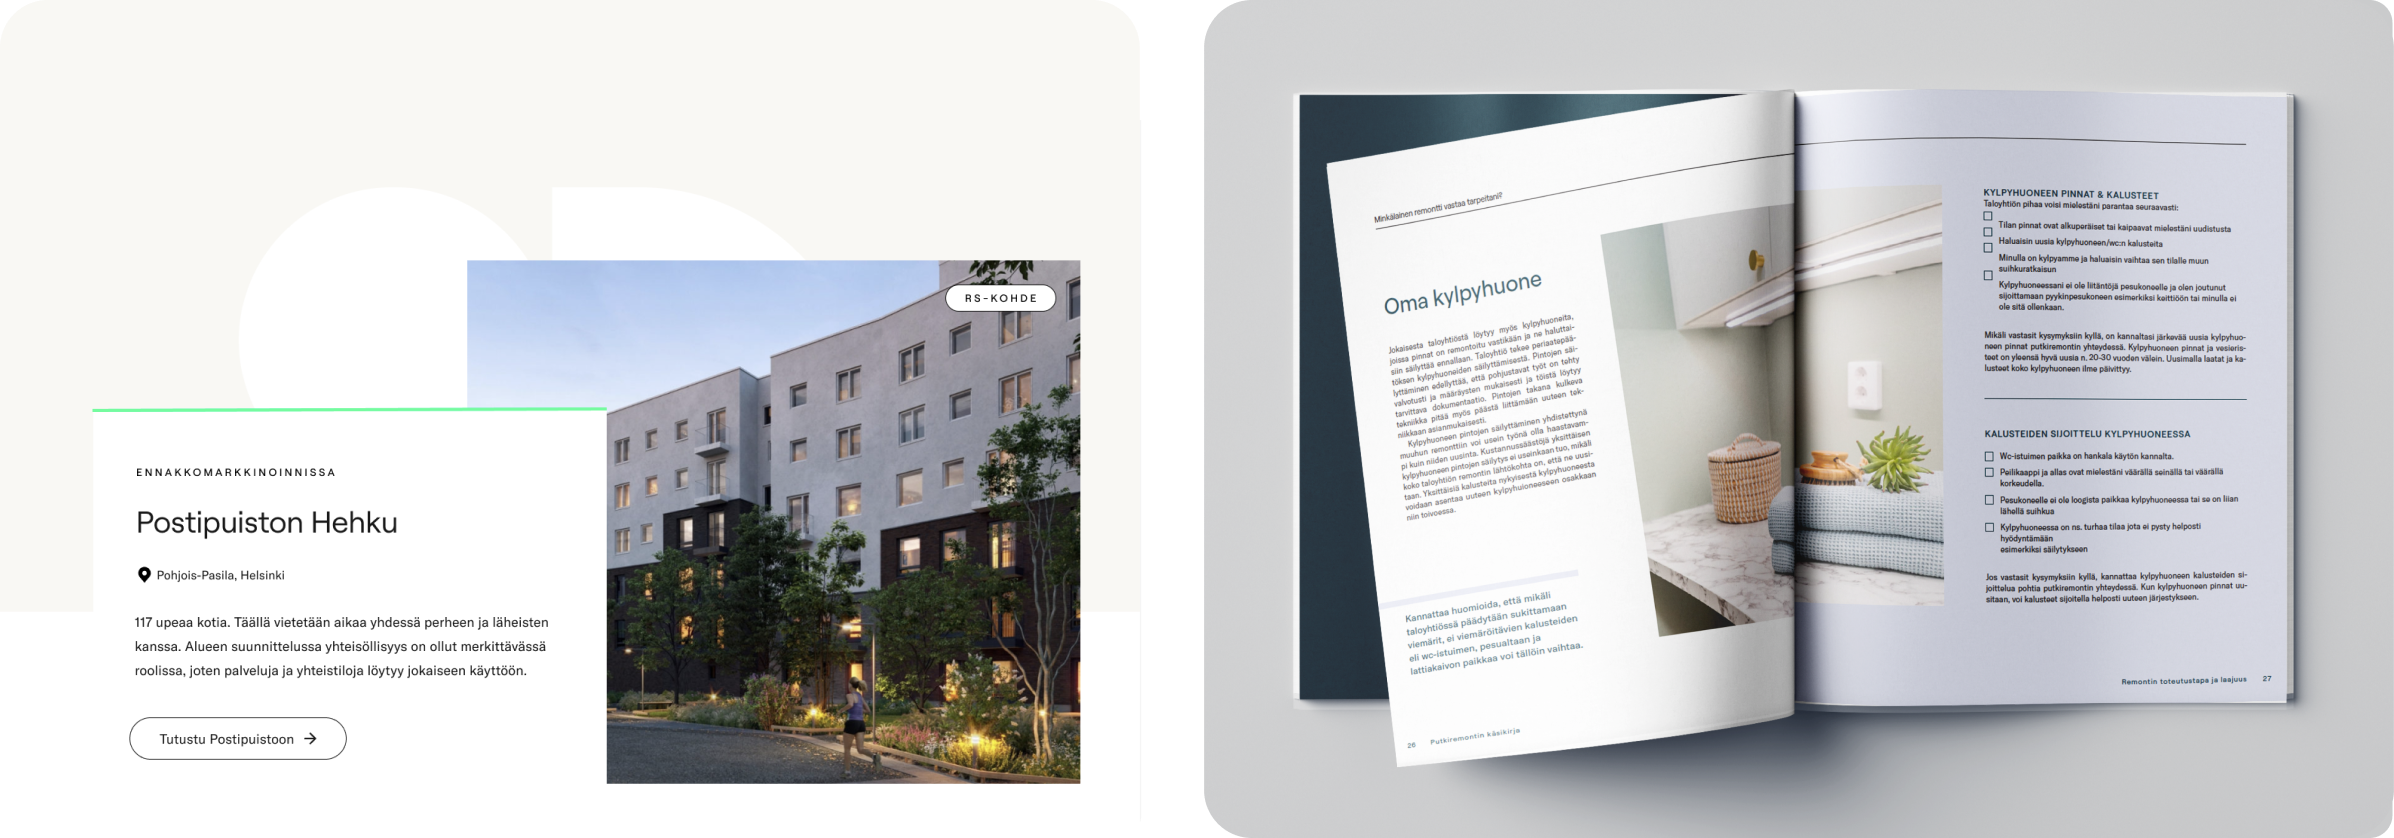 RS-KOHDE
ENNAKKOMARKKINOINNISSA
Postipuiston Hehku
Pohjois-Pasila, Helsinki
117 upeaa kotia. Täällä vietetään aikaa yhdessä perheen ja läheisten
kanssa. Alueen suunnittelussa yhteisöllisyys on ollut merkittävässä
roolissa, joten palveluja ja yhteistiloja löytyy jokaiseen käyttöön.
Tutustu Postipuistoon
Minkälainen remontti vastaa tarpeitani?
Oma kylpyhuone
Jokaisesta taloyhtiöstä löytyy myös kylpyhuoneita,
joissa pinnat on remontoitu vastikään ja ne haluttai-
siin säilyttää ennallaan. Taloyhtiö tekee periaatepää-
töksen kylpyhuoneiden säilyttämisestä. Pintojen säi-
lyttäminen edellyttää, että pohjustavat työt on tehty
valvotusti ja määräysten mukaisesti ja töistä löytyy
tarvittava dokumentaatio. Pintojen takana kulkeva
tekniikka pitää myös päästä liittämään uuteen tek-
niikkaan asianmukaisesti.
Kylpyhuoneen pintojen säilyttäminen yhdistettynä
muuhun remonttiin voi usein työnä olla haastavam-
pi kuin niiden uusinta. Kustannussäästöjä yksittäisen
kylpyhuoneen pintojen säilytys ei useinkaan tuo, mikäli
koko taloyhtiön remontin lähtökohta on, että ne uusi-
taan. Yksittäisiä kalusteita nykyisestä kylpyhuoneesta
voidaan asentaa uuteen kylpyhuioneeseen osakkaan
niin toivoessa.
Kannattaa huomioida, että mikäli
taloyhtiössä päädytään sukittamaan
viemärit, ei viemäröitävien kalusteiden
eli wc-istuimen, pesualtaan ja
lattiakaivon paikkaa voi tällöin vaihtaa.
26 Putkiremontin käsikirja
KYLPYHUONEEN PINNAT & KALUSTEET
Taloyhtiön pihaa voisi mielestäni parantaa seuraavasti:
Tilan pinnat ovat alkuperäiset tai kaipaavat mielestäni uudistusta
Haluaisin uusia kylpyhuoneen/wc:n kalusteita
Minulla on kylpyamme ja haluaisin vaihtaa sen tilalle muun
suihkuratkaisun
Kylpyhuoneessani ei ole liitäntöjä pesukoneelle ja olen joutunut
sijoittamaan pyykinpesukoneen esimerkiksi keittiöön tai minulla ei
ole sitä ollenkaan.
Mikäli vastasit kysymyksiin kyllä, on kannaltasi järkevää uusia kylpyhuo-
neen pinnat putkiremontin yhteydessä. Kylpyhuoneen pinnat ja vesieris-
teet on yleensä hyvä uusia n. 20-30 vuoden välein. Uusimalla laatat ja ka-
lusteet koko kylpyhuoneen ilme päivittyy.
KALUSTEIDEN SIJOITTELU KYLPYHUONEESSA
Wc-istuimen paikka on hankala käytön kannalta.
Peilikaappi ja allas ovat mielestäni väärällä seinällä tai väärällä
korkeudella.
Pesukoneelle ei ole loogista paikkaa kylpyhuoneessa tai se on liian
lähellä suihkua
Kylpyhuoneessa on ns. turhaa tilaa jota ei pysty helposti
hyödyntämään
esimerkiksi säilytykseen
Jos vastasit kysymyksiin kyllä, kannattaa kylpyhuoneen kalusteiden si-
joittelua pohtia putkiremontin yhteydessä. Kun kylpyhuoneen pinnat uu-
sitaan, voi kalusteet sijoitella helposti uuteen järjestykseen.
Remontin toteutustapa ja laajuus 27